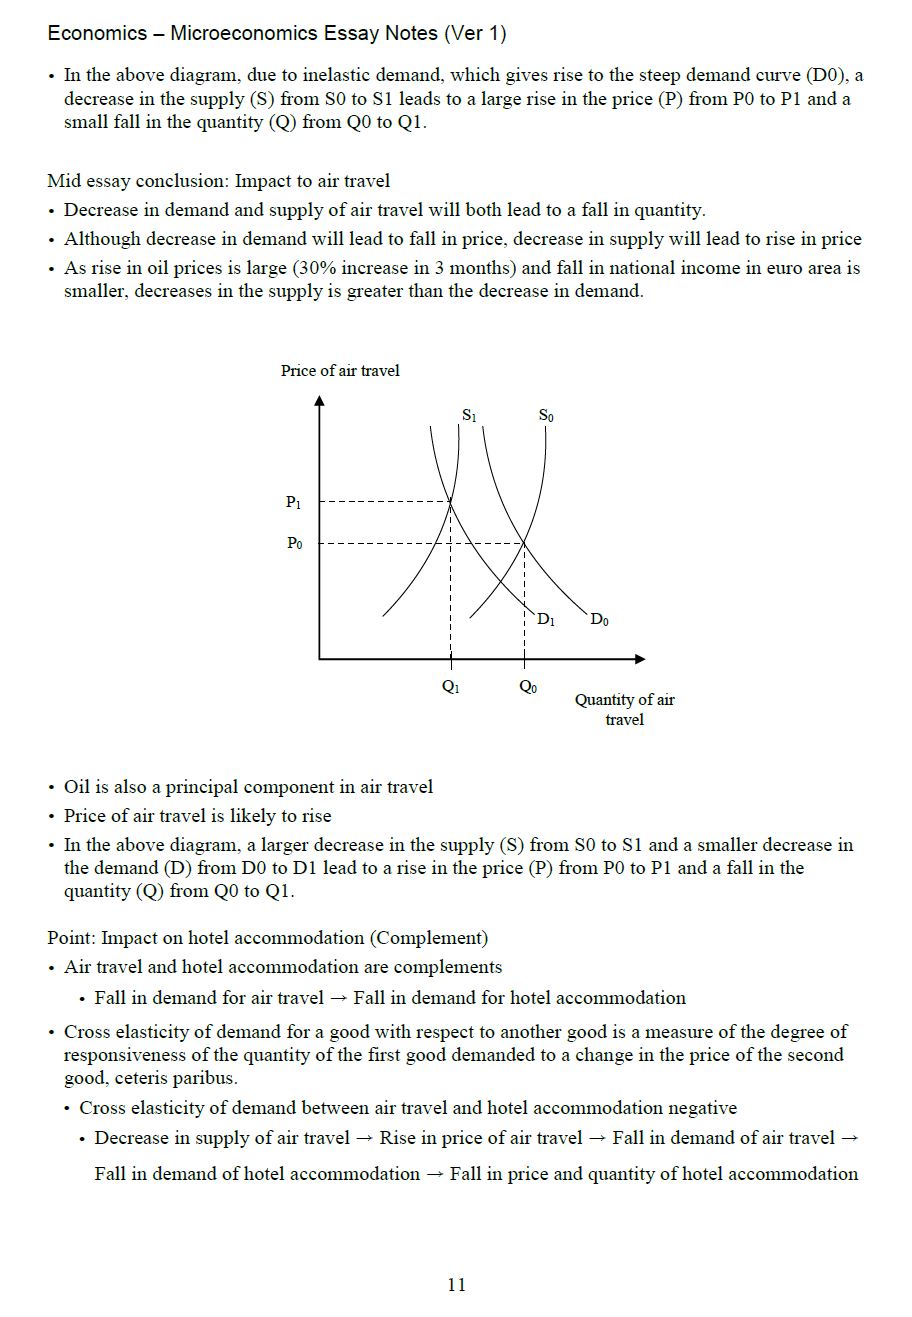 Economics – Microeconomics Essay Notes (Ver 1)
• In the above diagram, due to inelastic demand, which gives rise to the steep demand curve (D0), a
decrease in the supply (S) from S0 to S1 leads to a large rise in the price (P) from P0 to P1 and a
small fall in the quantity (Q) from Q0 to Q1.
Mid essay conclusion: Impact to air travel
• Decrease in demand and supply of air travel will both lead to a fall in quantity.
• Although decrease in demand will lead to fall in price, decrease in supply will lead to rise in price
• As rise in oil prices is large (30% increase in 3 months) and fall in national income in euro area is
smaller, decreases in the supply is greater than the decrease in demand.
Price of air travel
S1 S0
P1
P0
D1 D0
Q1 Q0
Quantity of air
travel
• Oil is also a principal component in air travel
• Price of air travel is likely to rise
• In the above diagram, a larger decrease in the supply (S) from S0 to S1 and a smaller decrease in
the demand (D) from D0 to D1 lead to a rise in the price (P) from P0 to P1 and a fall in the
quantity (Q) from Q0 to Q1.
Point: Impact on hotel accommodation (Complement)
• Air travel and hotel accommodation are complements
• Fall in demand for air travel → Fall in demand for hotel accommodation
• Cross elasticity of demand for a good with respect to another good is a measure of the degree of
responsiveness of the quantity of the first good demanded to a change in the price of the second
good, ceteris paribus.
• Cross elasticity of demand between air travel and hotel accommodation negative
• Decrease in supply of air travel → Rise in price of air travel → Fall in demand of air travel →
Fall in demand of hotel accommodation → Fall in price and quantity of hotel accommodation
11